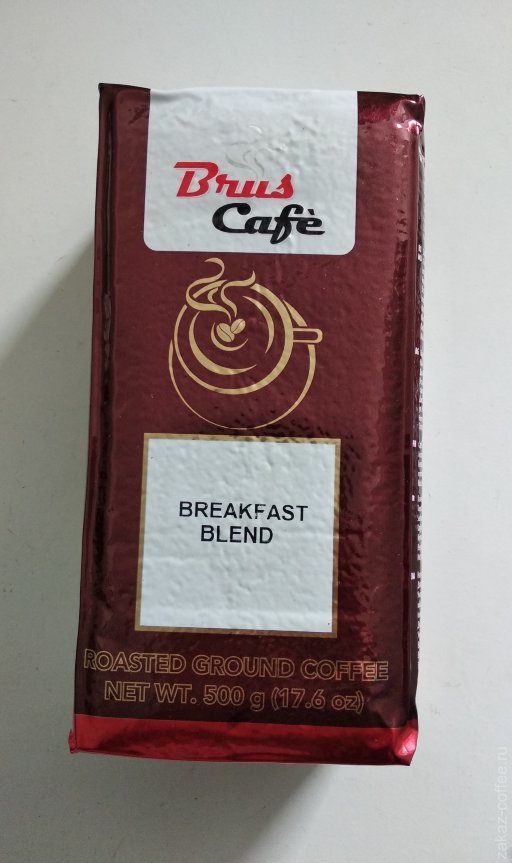 Brus
Cafè
BREAKFAST
BLEND
ROASTED GROUND COFFEE
NET WT. 500 g (17.6 oz)
zakaz-coffee.ru